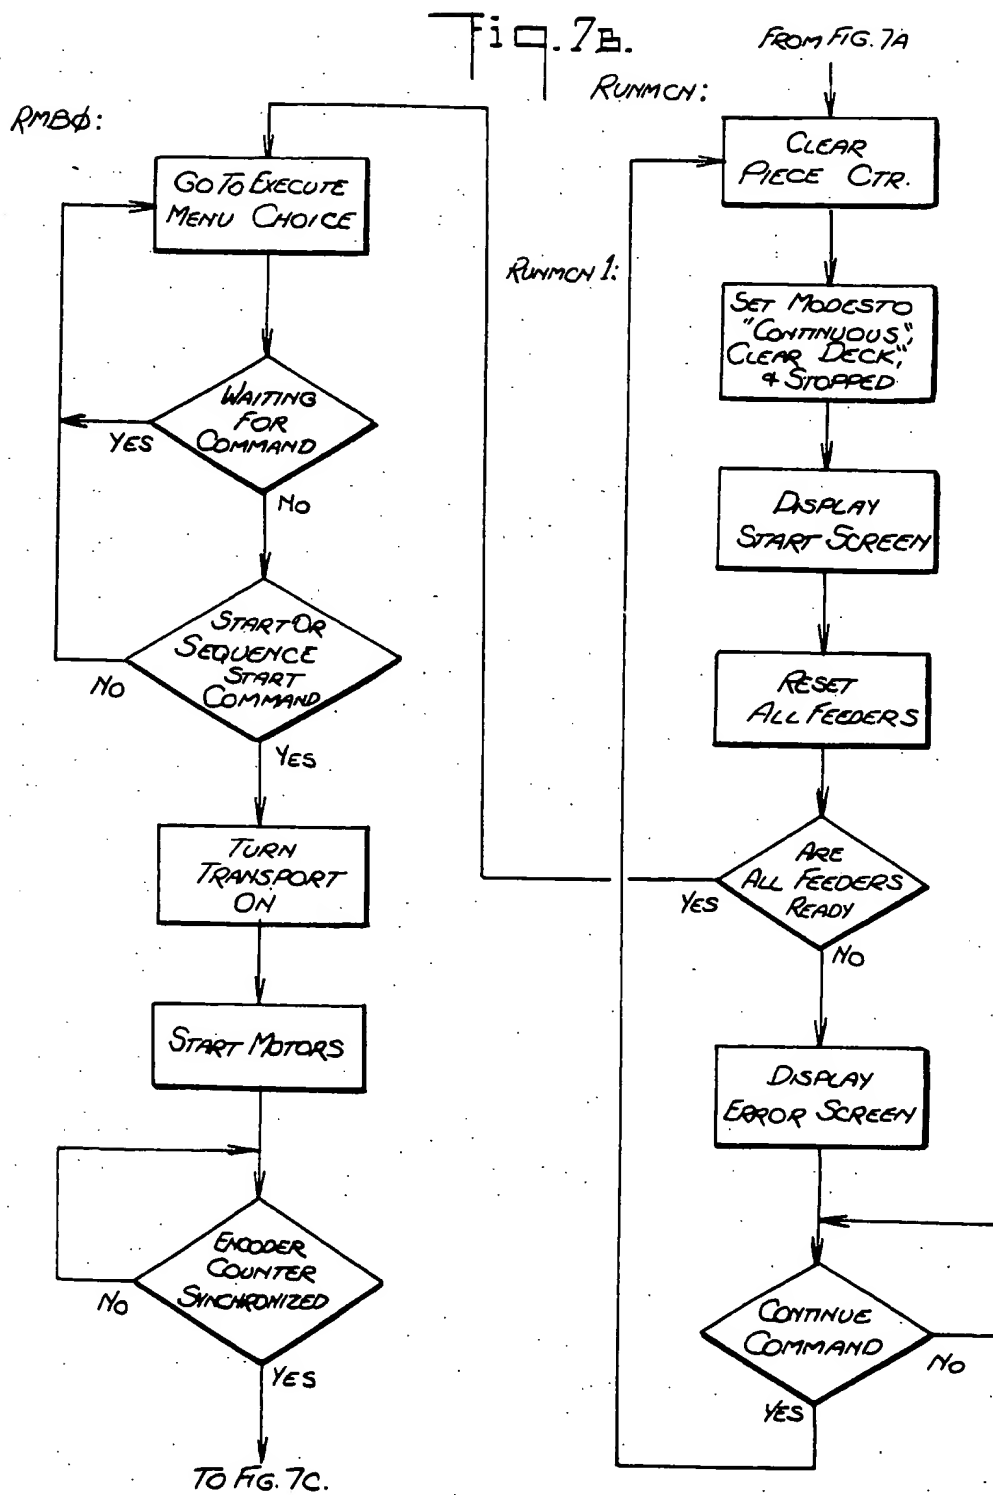 Fig. 7B.
FROM FIG. 7A
RUNMCN:
CLEAR
PIECE CTR.
RUNMCN 1:
SET MODES TO
"CONTINUOUS",
CLEAR DECK,"
& STOPPED
DISPLAY
START SCREEN
RESET
ALL FEEDERS
ARE
ALL FEEDERS
READY
YES
NO
DISPLAY
ERROR SCREEN
CONTINUE
COMMAND
NO
YES
RMBØ:
GO TO EXECUTE
MENU CHOICE
WAITING
FOR
COMMAND
YES
NO
START OR
SEQUENCE
START
COMMAND
NO
YES
TURN
TRANSPORT
ON
START MOTORS
ENCODER
COUNTER
SYNCHRONIZED
NO
YES
TO FIG. 7C.